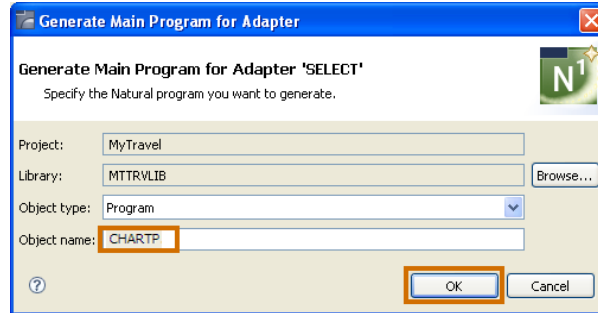 Generate Main Program for Adapter
Generate Main Program for Adapter 'SELECT'
Specify the Natural program you want to generate.
N1
Project: MyTravel
Library: MTTRVLIB Browse...
Object type: Program
Object name: CHARTP
? OK Cancel